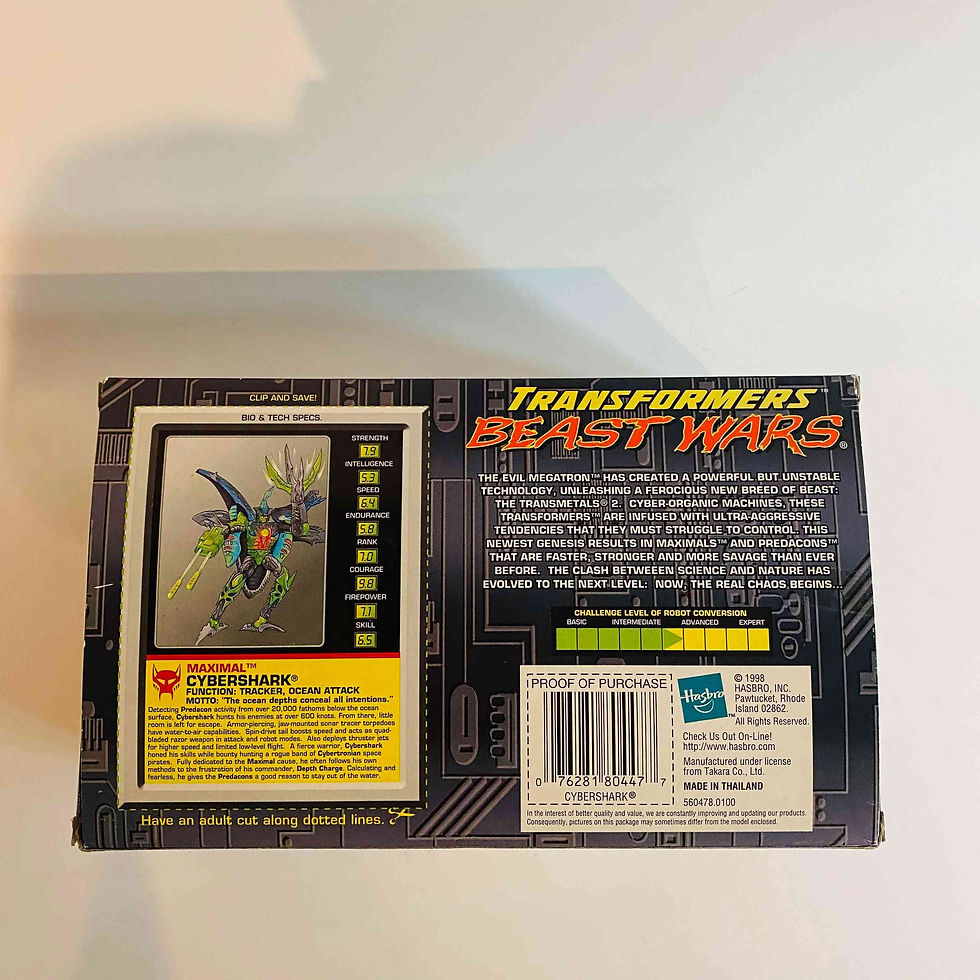 CLIP AND SAVE!
BIO & TECH SPECS.
STRENGTH
7.9
INTELLIGENCE
5.3
SPEED
6.4
ENDURANCE
5.8
RANK
7.0
COURAGE
9.8
FIREPOWER
7.1
SKILL
6.5
MAXIMAL™
CYBERSHARK®
FUNCTION: TRACKER, OCEAN ATTACK
MOTTO: "The ocean depths conceal all intentions."
Detecting Predacon activity from over 20,000 fathoms below the ocean
surface, Cybershark hunts his enemies at over 600 knots. From there, little
room is left for escape. Armor-piercing, jaw-mounted sonar tracer torpedoes
have water-to-air capabilities. Spin-drive tail boosts speed and acts as quad-
bladed razor weapon in attack and robot modes. Also deploys thruster jets
for higher speed and limited low-level flight. A fierce warrior, Cybershark
honed his skills while bounty hunting a rogue band of Cybertronian space
pirates. Fully dedicated to the Maximal cause, he often follows his own
methods to the frustration of his commander, Depth Charge. Calculating and
fearless, he gives the Predacons a good reason to stay out of the water.
Have an adult cut along dotted lines.
TRANSFORMERS™
BEAST WARS®
THE EVIL MEGATRON™ HAS CREATED A POWERFUL BUT UNSTABLE
TECHNOLOGY, UNLEASHING A FEROCIOUS NEW BREED OF BEAST:
THE TRANSMETALS® 2. CYBER-ORGANIC MACHINES, THESE
TRANSFORMERS™ ARE INFUSED WITH ULTRA-AGGRESSIVE
TENDENCIES THAT THEY MUST STRUGGLE TO CONTROL. THIS
NEWEST GENESIS RESULTS IN MAXIMALS™ AND PREDACONS™
THAT ARE FASTER, STRONGER AND MORE SAVAGE THAN EVER
BEFORE. THE CLASH BETWEEEN SCIENCE AND NATURE HAS
EVOLVED TO THE NEXT LEVEL: NOW, THE REAL CHAOS BEGINS...
CHALLENGE LEVEL OF ROBOT CONVERSION
BASIC INTERMEDIATE ADVANCED EXPERT
PROOF OF PURCHASE
0 76281 80447 7
CYBERSHARK®
Hasbro™
© 1998
HASBRO, INC.
Pawtucket, Rhode
Island 02862.
All Rights Reserved.
Check Us Out On-Line!
http://www.hasbro.com
Manufactured under license
from Takara Co., Ltd.
MADE IN THAILAND
560478.0100
In the interest of better quality and value, we are constantly improving and updating our products.
Consequently, pictures on this package may sometimes differ from the model enclosed.